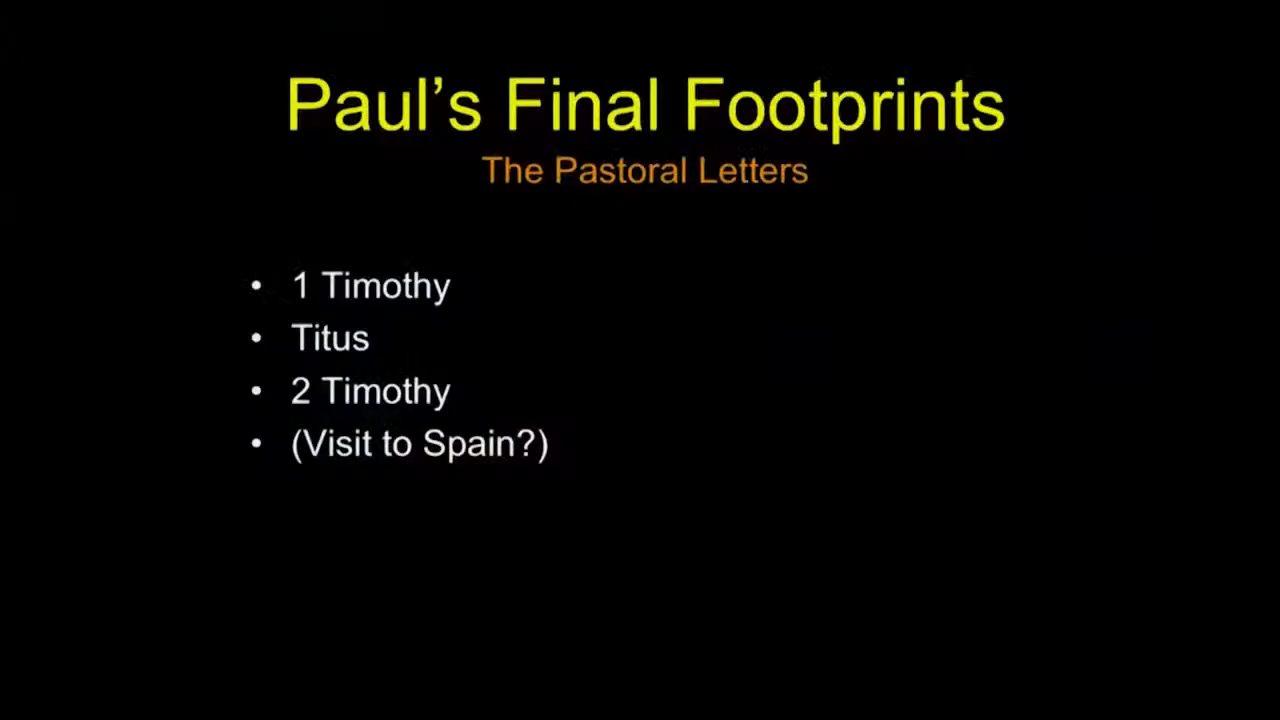 Paul’s Final Footprints
The Pastoral Letters
• 1 Timothy
• Titus
• 2 Timothy
• (Visit to Spain?)